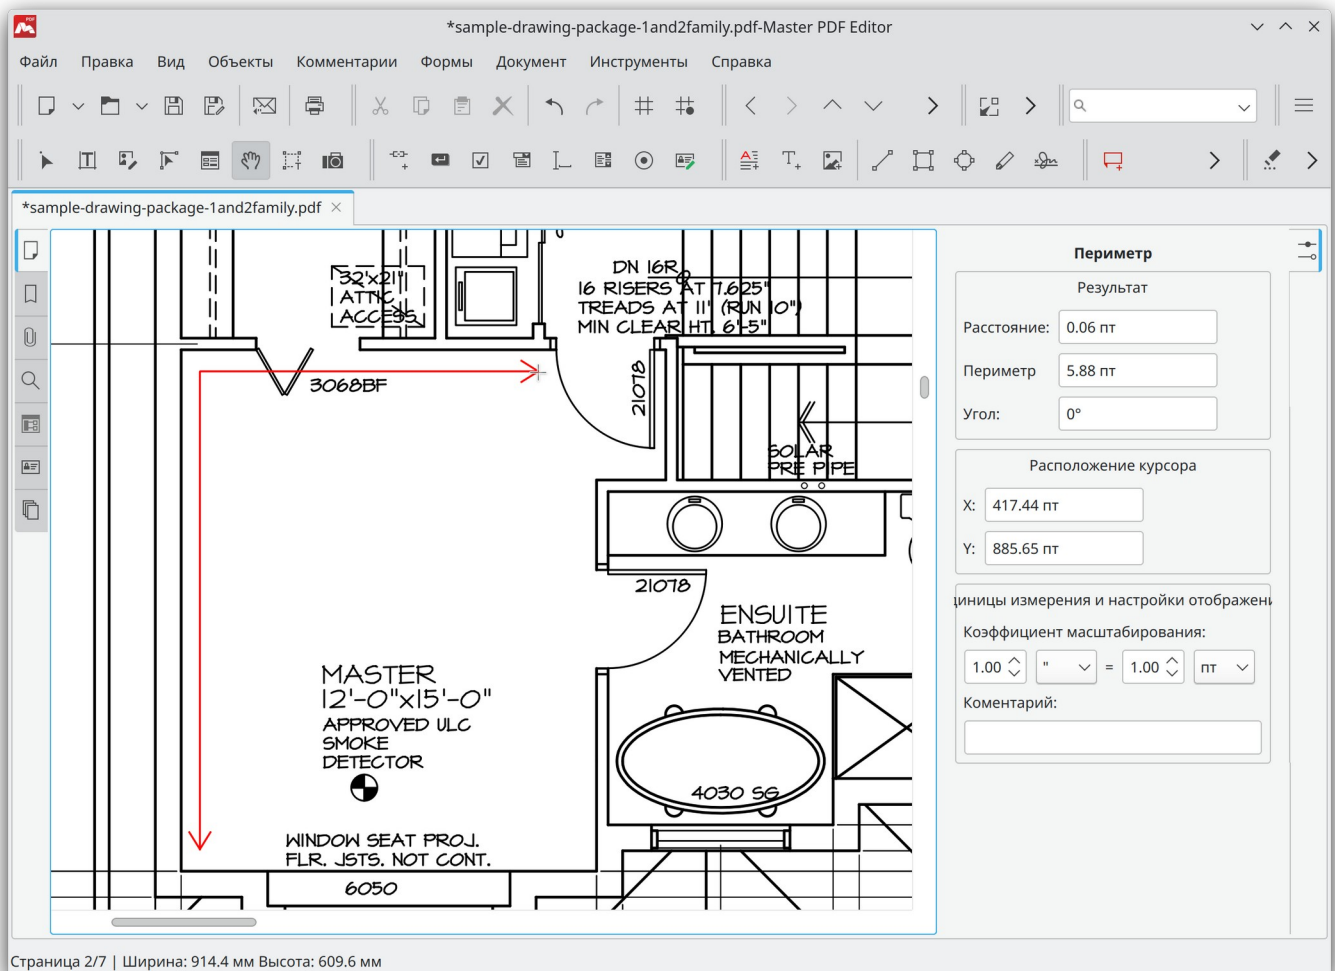 *sample-drawing-package-1and2family.pdf-Master PDF Editor
Файл Правка Вид Объекты Комментарии Формы Документ Инструменты Справка
*sample-drawing-package-1and2family.pdf
32"x21"
ATTIC
ACCESS
DN 16R
16 RISERS AT 7.625"
TREADS AT 11" (RUN 10")
MIN CLEAR HT. 6'-5"
3068BF
21078
SOLAR
PRE PIPE
21078
ENSUITE
BATHROOM
MECHANICALLY
VENTED
MASTER
12'-0"x15'-0"
APPROVED ULC
SMOKE
DETECTOR
4030 SG
WINDOW SEAT PROJ.
FLR. JSTS. NOT CONT.
6050
Периметр
Результат
Расстояние: 0.06 пт
Периметр 5.88 пт
Угол: 0°
Расположение курсора
X: 417.44 пт
Y: 885.65 пт
диницы измерения и настройки отображени
Коэффициент масштабирования:
1.00 " = 1.00 пт
Коментарий:
Страница 2/7 | Ширина: 914.4 мм Высота: 609.6 мм